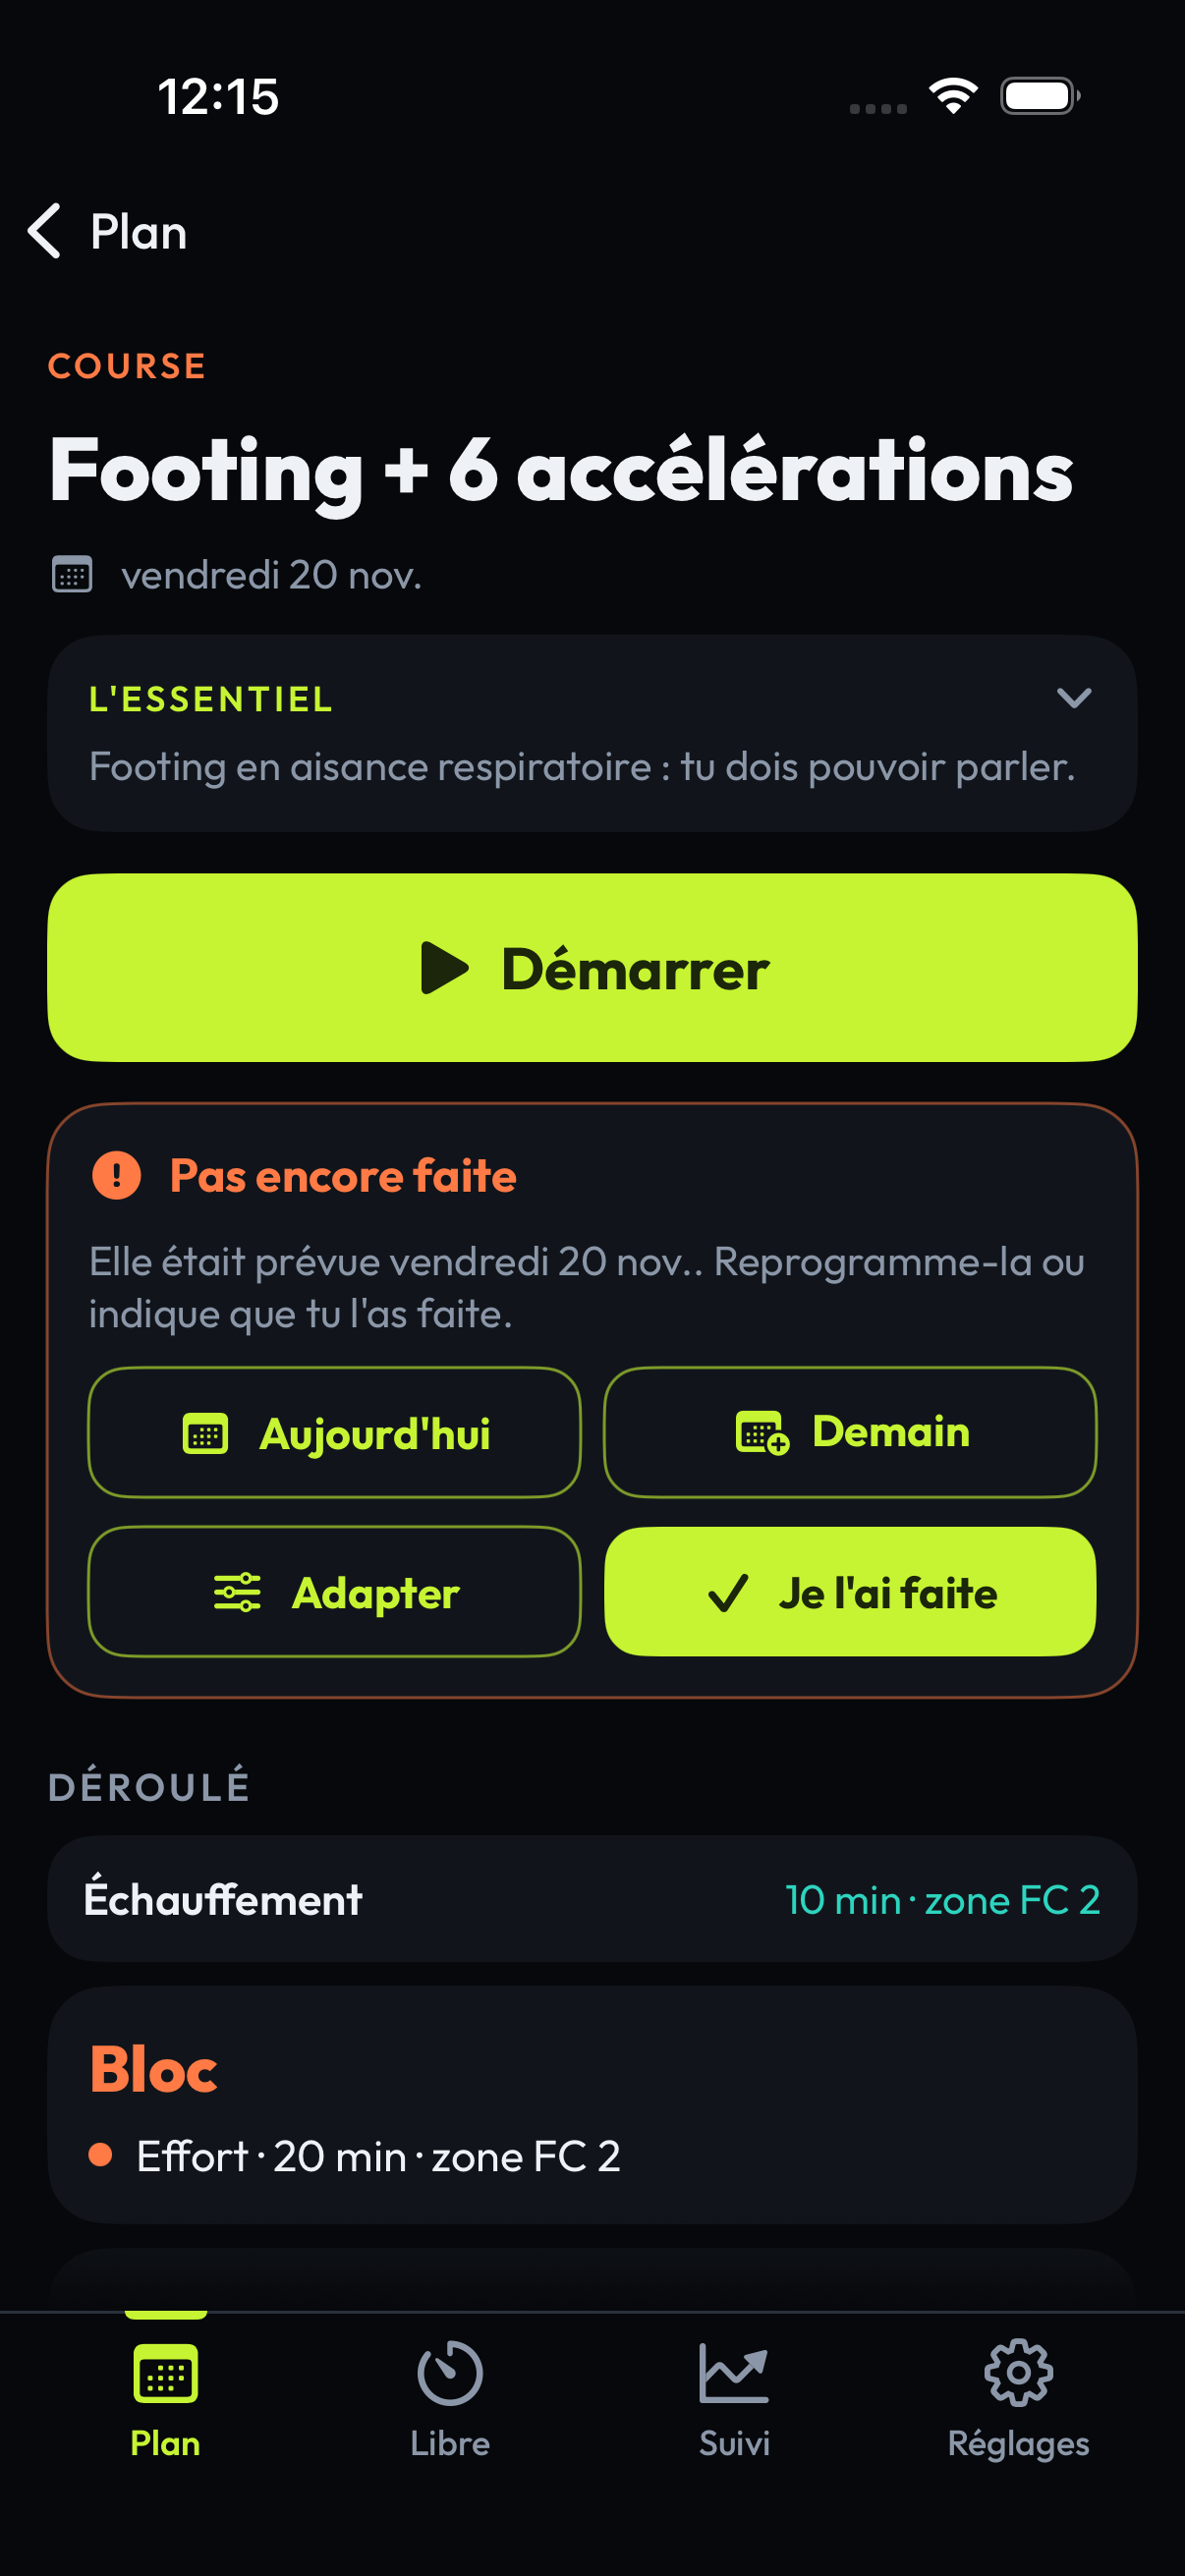 12:15
Plan
COURSE
Footing + 6 accélérations
vendredi 20 nov.
L'ESSENTIEL
Footing en aisance respiratoire : tu dois pouvoir parler.
Démarrer
Pas encore faite
Elle était prévue vendredi 20 nov.. Reprogramme-la ou
indique que tu l'as faite.
Aujourd'hui
Demain
Adapter
Je l'ai faite
DÉROULÉ
Échauffement
10 min · zone FC 2
Bloc
Effort · 20 min · zone FC 2
Plan
Libre
Suivi
Réglages